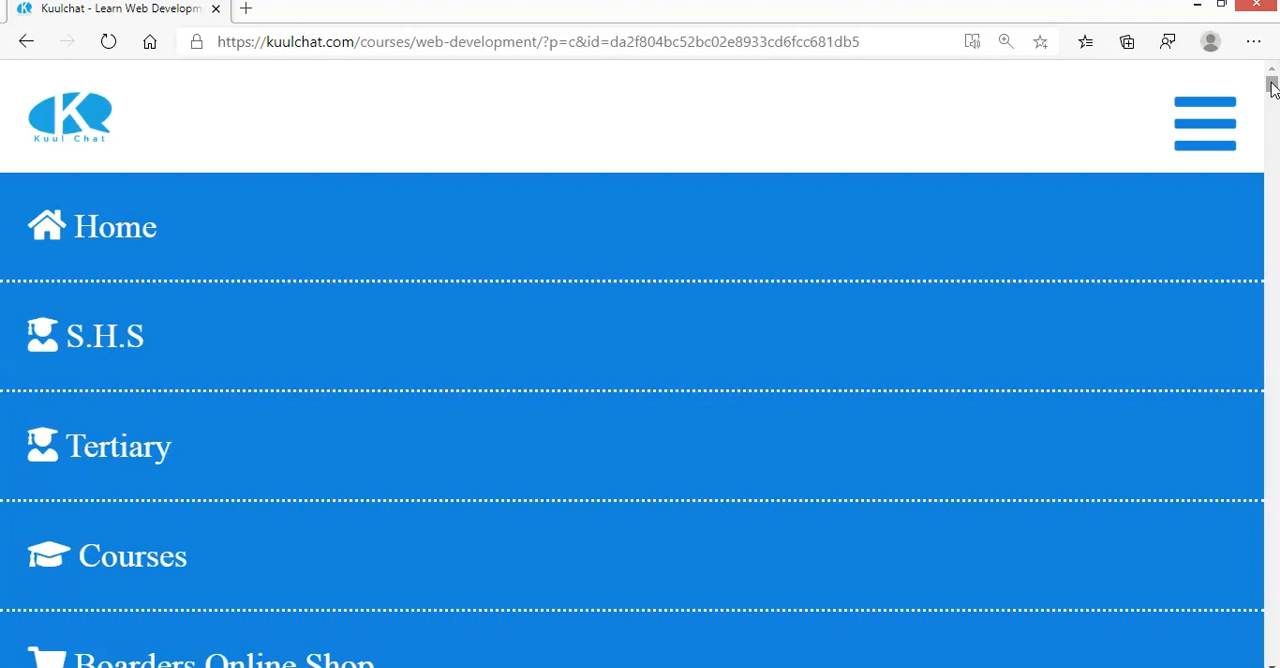 Kuulchat - Learn Web Developm
https://kuulchat.com/courses/web-development/?p=c&id=da2f804bc52bc02e8933cd6fcc681db5
K
Kuul Chat
Home
S.H.S
Tertiary
Courses
Boarders Online Shop